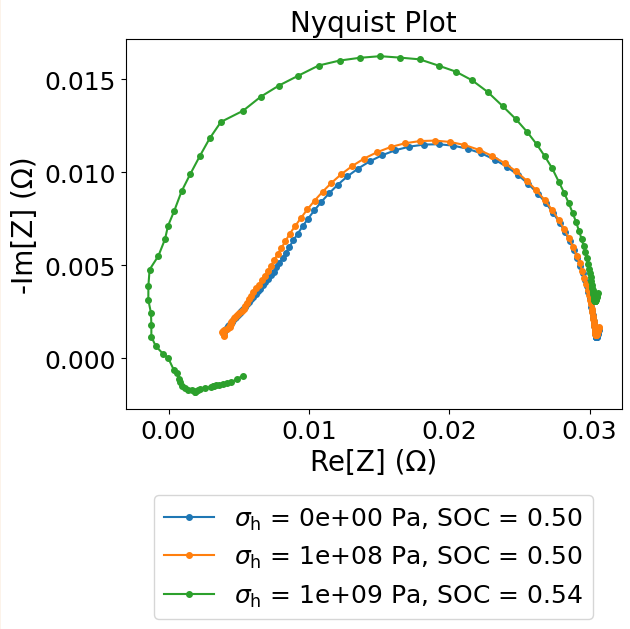 Nyquist Plot
-Im[Z] (Ω)
0.015
0.010
0.005
0.000
0.00 0.01 0.02 0.03
Re[Z] (Ω)
σh = 0e+00 Pa, SOC = 0.50
σh = 1e+08 Pa, SOC = 0.50
σh = 1e+09 Pa, SOC = 0.54